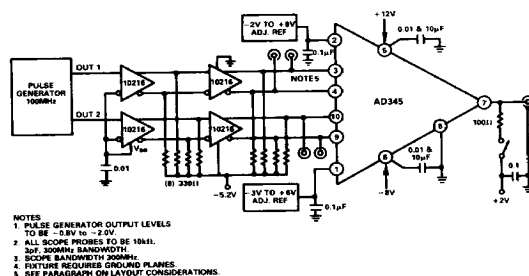 -2V TO +8V
ADJ. REF
+12V
0.01 & 10µF
0.1µF
OUT 1
10216
10216
NOTE 5
PULSE
GENERATOR
100MHz
AD345
OUT 2
10216
10216
100Ω
VBB
0.01
(8) 330Ω
-5.2V
-3V TO +6V
ADJ. REF
0.1µF
-8V
0.01 &
10µF
0.1
+2V
2
3
4
10
9
1
5
6
8
7
NOTES
1. PULSE GENERATOR OUTPUT LEVELS
TO BE -0.8V to -2.0V.
2. ALL SCOPE PROBES TO BE 10kΩ,
3pF, 300MHz BANDWIDTH.
3. SCOPE BANDWIDTH 300MHz.
4. FIXTURE REQUIRES GROUND PLANES.
5. SEE PARAGRAPH ON LAYOUT CONSIDERATIONS.